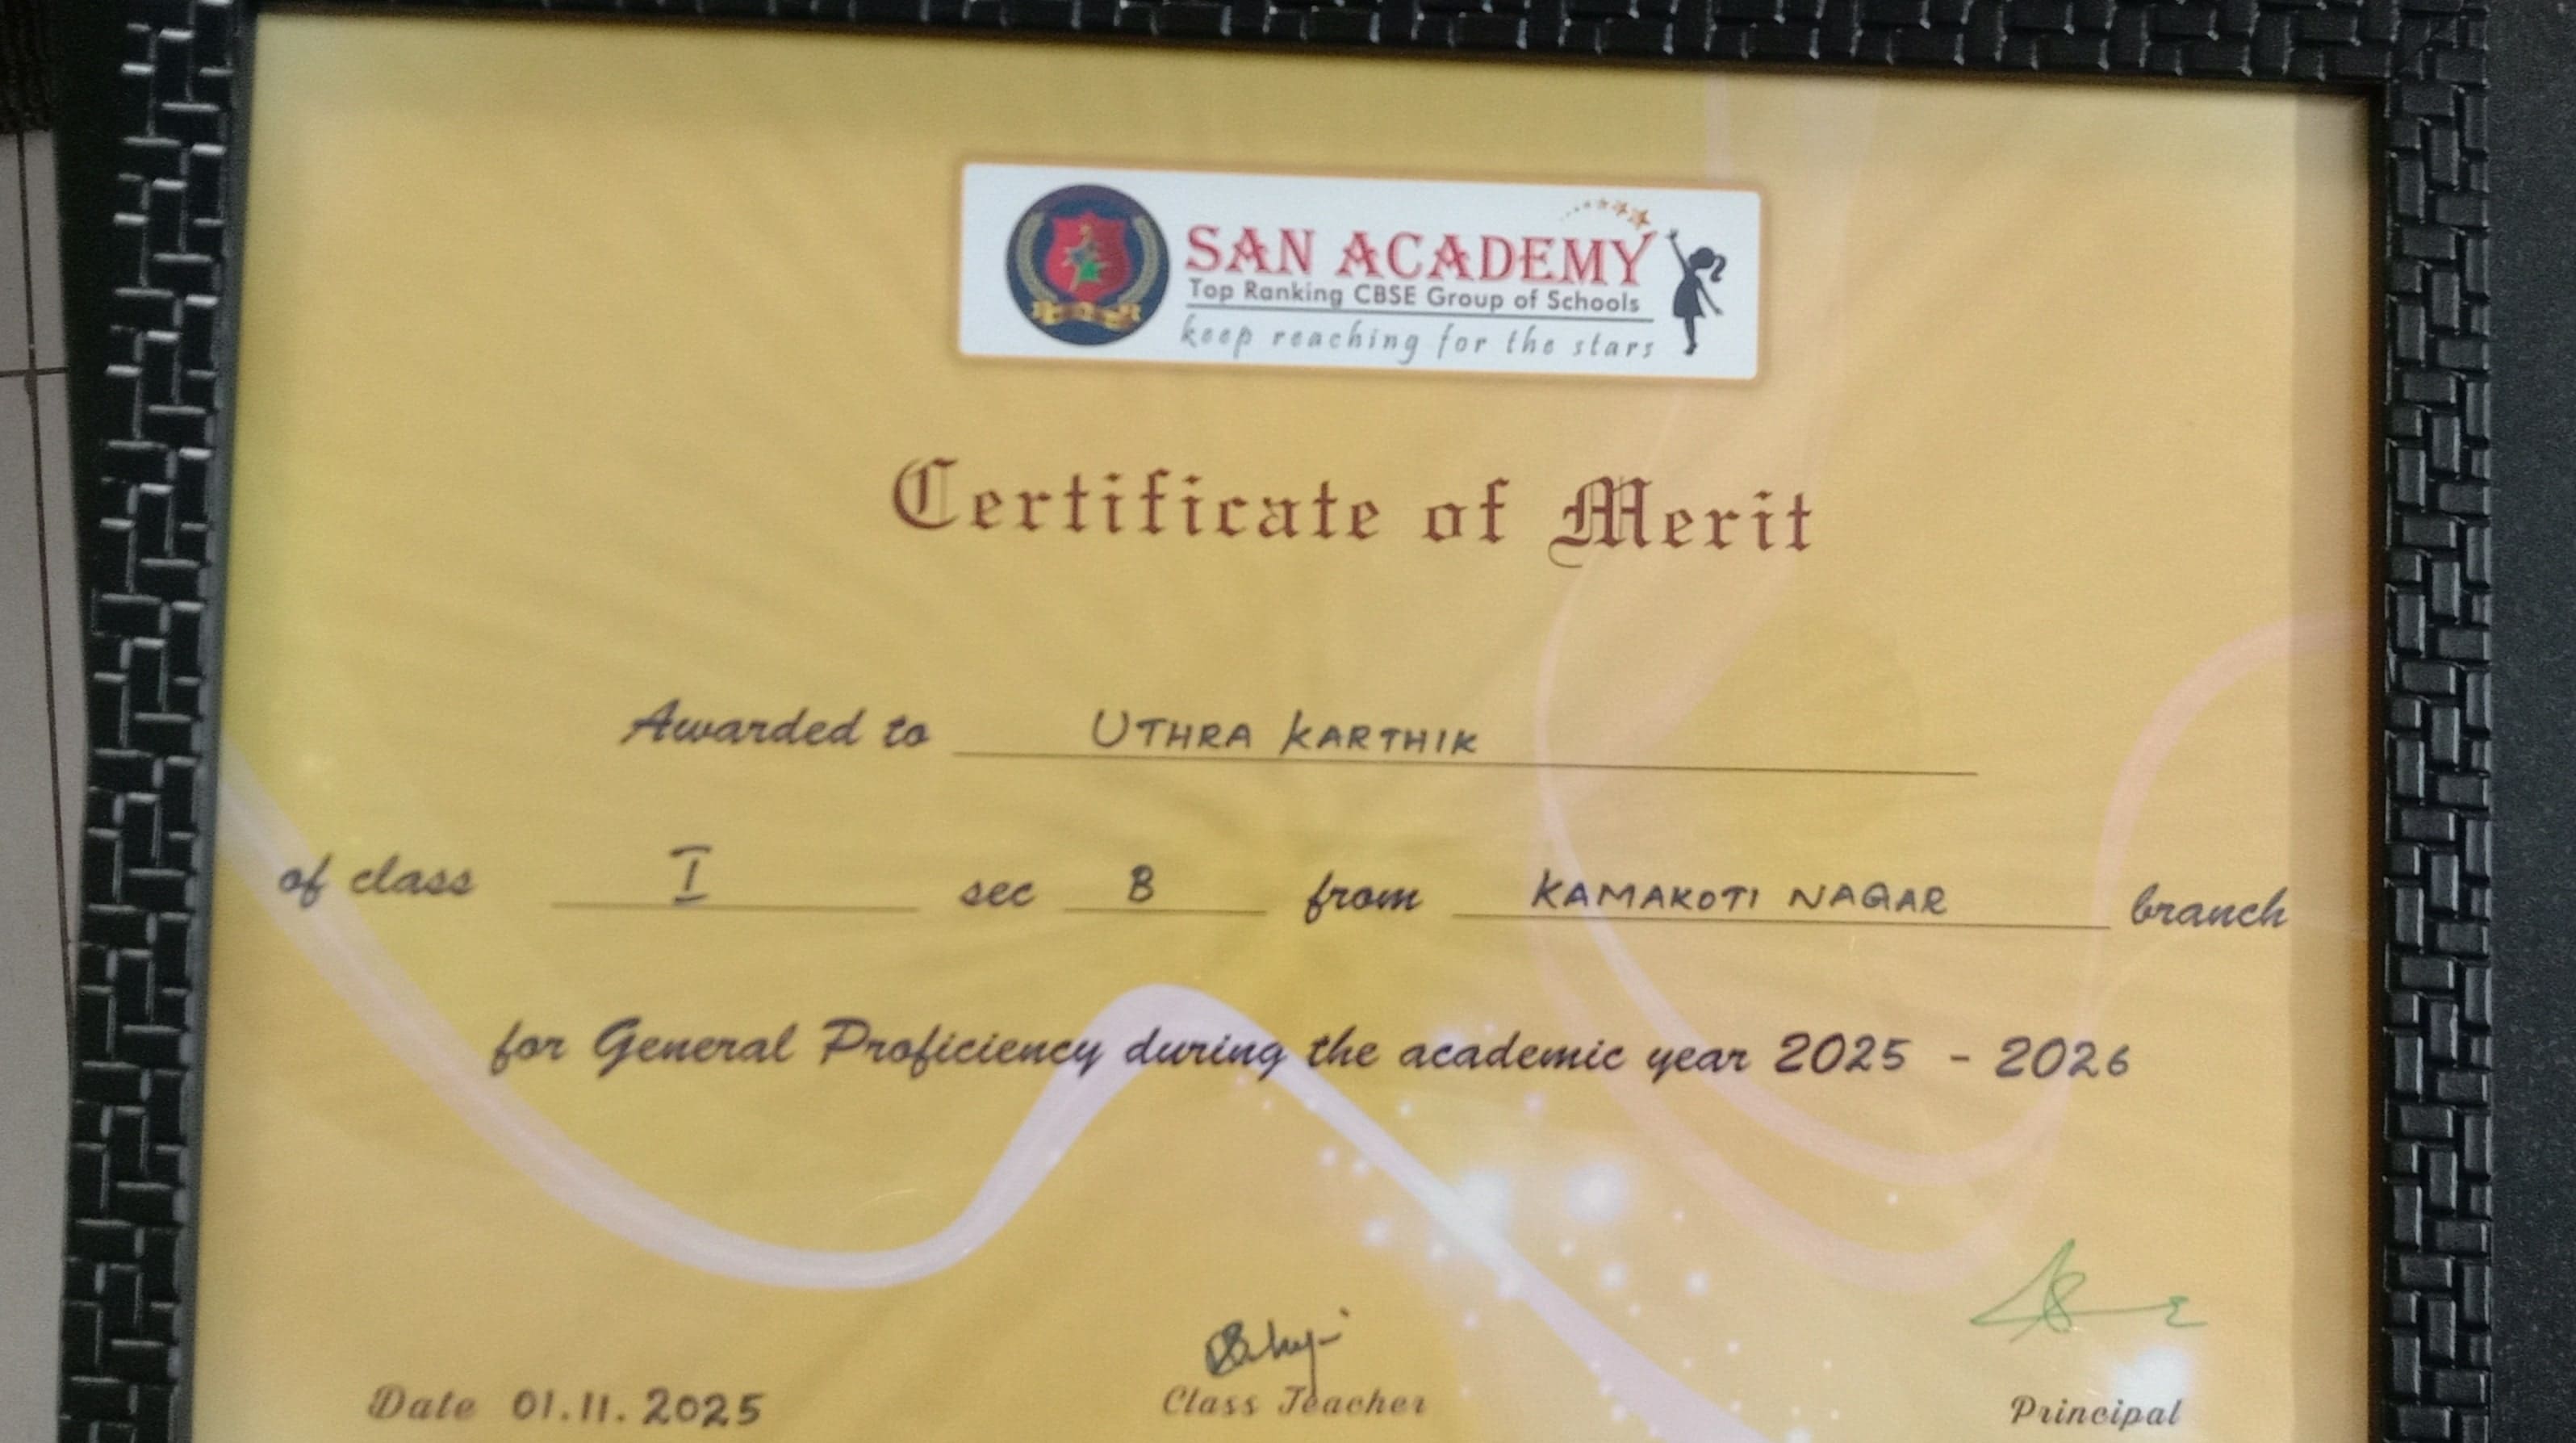 SAN ACADEMY
Top Ranking CBSE Group of Schools
keep reaching for the stars
Certificate of Merit
Awarded to UTHRA KARTHIK
of class I sec B from KAMAKOTI NAGAR branch
for General Proficiency during the academic year 2025 - 2026
Date 01.11.2025
Class Teacher
Principal